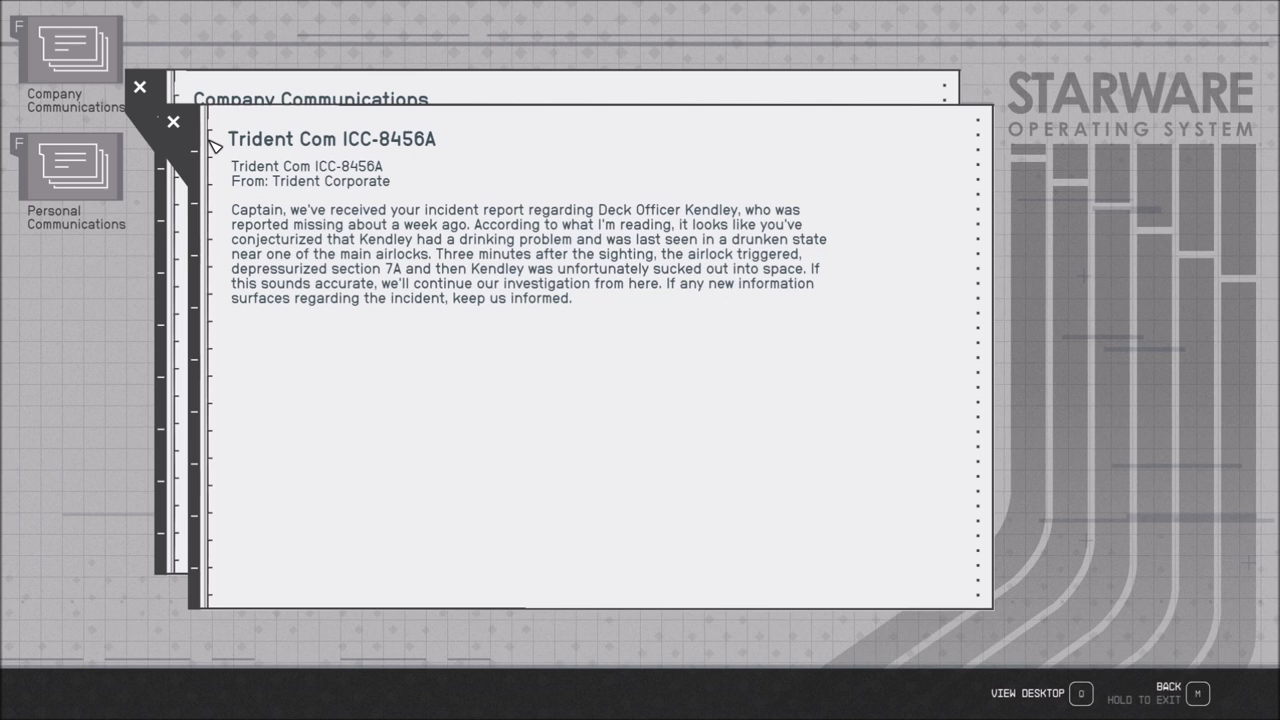 F
Company
Communications
F
Personal
Communications
Company Communications
Trident Com ICC-8456A
Trident Com ICC-8456A
From: Trident Corporate
Captain, we've received your incident report regarding Deck Officer Kendley, who was
reported missing about a week ago. According to what I'm reading, it looks like you've
conjecturized that Kendley had a drinking problem and was last seen in a drunken state
near one of the main airlocks. Three minutes after the sighting, the airlock triggered,
depressurized section 7A and then Kendley was unfortunately sucked out into space. If
this sounds accurate, we'll continue our investigation from here. If any new information
surfaces regarding the incident, keep us informed.
STARWARE
OPERATING SYSTEM
VIEW DESKTOP Q
BACK M
HOLD TO EXIT